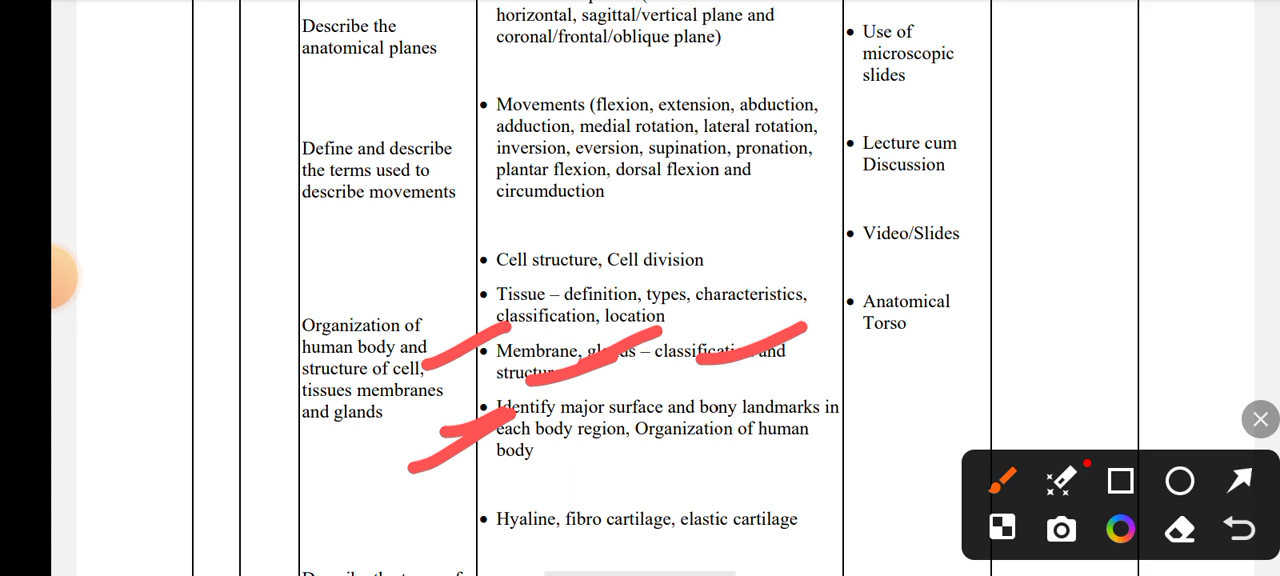 horizontal, sagittal/vertical plane and
coronal/frontal/oblique plane)
Describe the
anatomical planes
• Use of
microscopic
slides
• Movements (flexion, extension, abduction,
adduction, medial rotation, lateral rotation,
inversion, eversion, supination, pronation,
plantar flexion, dorsal flexion and
circumduction
Define and describe
the terms used to
describe movements
• Lecture cum
Discussion
• Video/Slides
• Cell structure, Cell division
• Tissue – definition, types, characteristics,
classification, location
• Anatomical
Torso
Organization of
human body and
structure of cell,
tissues membranes
and glands
• Membrane, glands – classification and
• Identify major surface and bony landmarks in
each body region, Organization of human
body
• Hyaline, fibro cartilage, elastic cartilage